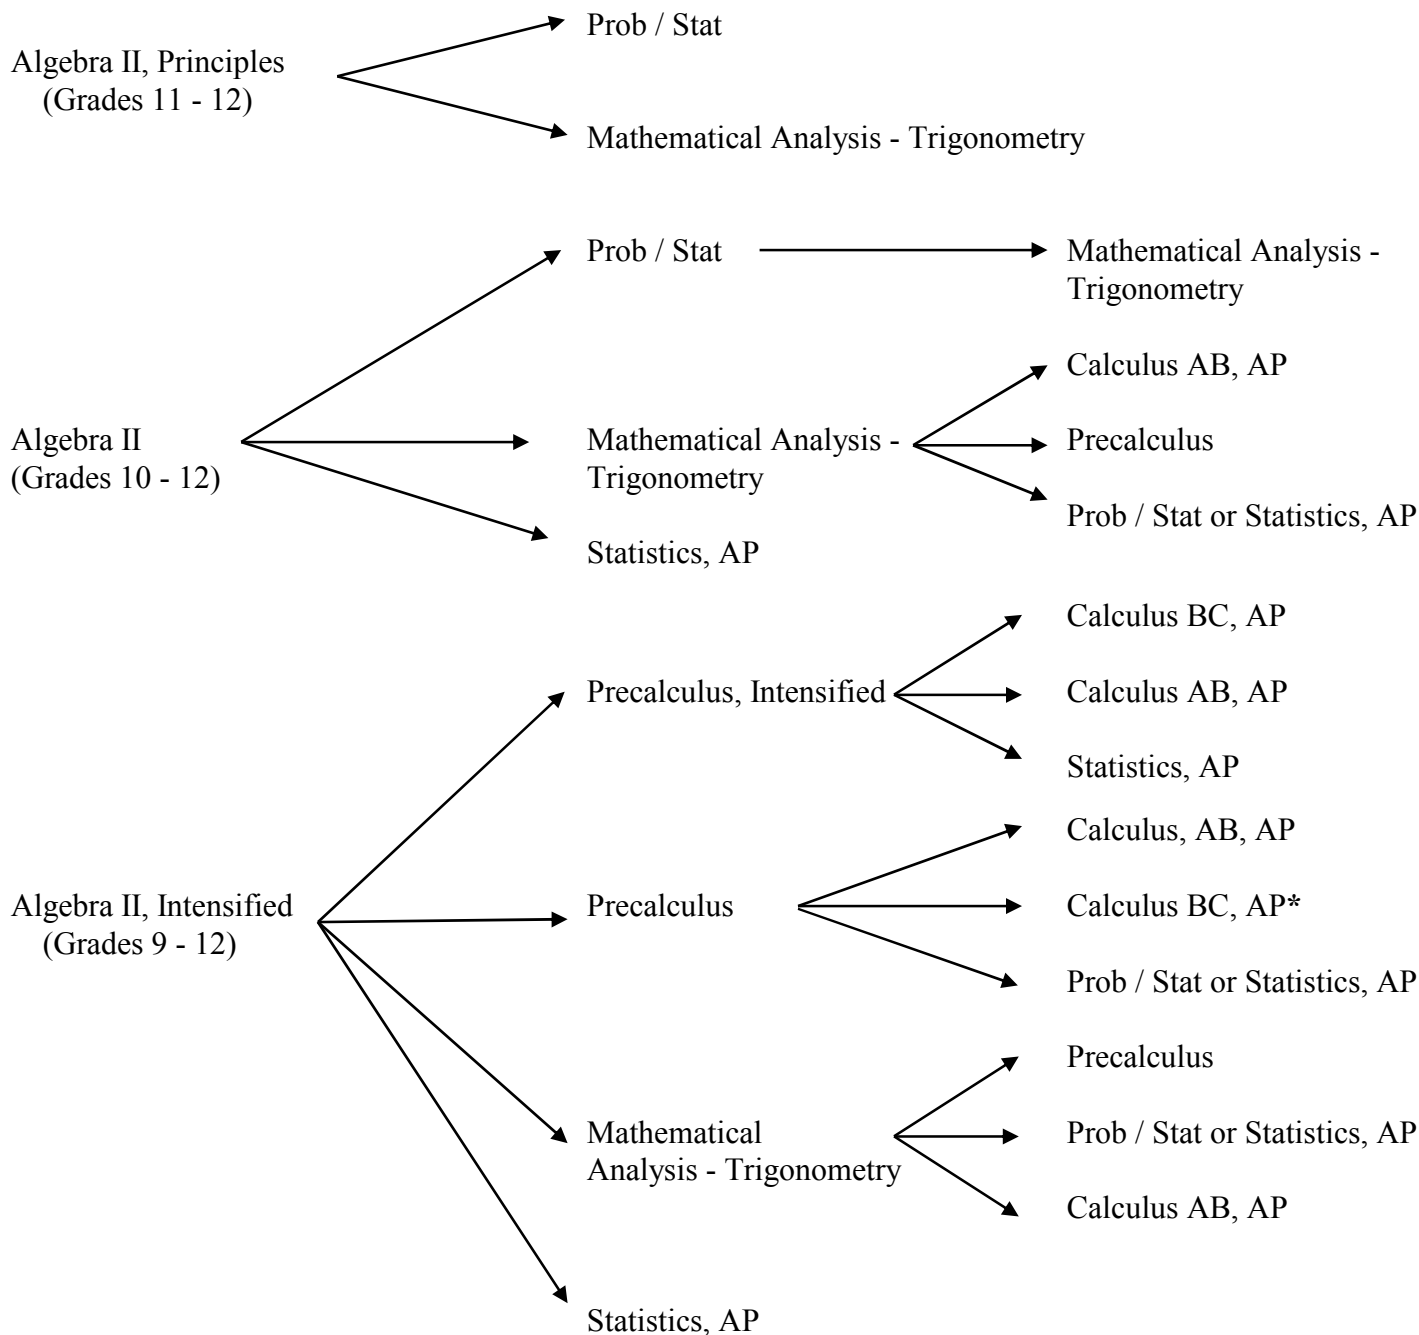 Prob / Stat
Algebra II, Principles
(Grades 11 - 12)
Mathematical Analysis - Trigonometry
Prob / Stat
Mathematical Analysis -
Trigonometry
Calculus AB, AP
Algebra II
(Grades 10 - 12)
Mathematical Analysis -
Trigonometry
Precalculus
Prob / Stat or Statistics, AP
Statistics, AP
Calculus BC, AP
Precalculus, Intensified
Calculus AB, AP
Statistics, AP
Calculus, AB, AP
Algebra II, Intensified
(Grades 9 - 12)
Precalculus
Calculus BC, AP*
Prob / Stat or Statistics, AP
Precalculus
Mathematical
Analysis - Trigonometry
Prob / Stat or Statistics, AP
Calculus AB, AP
Statistics, AP